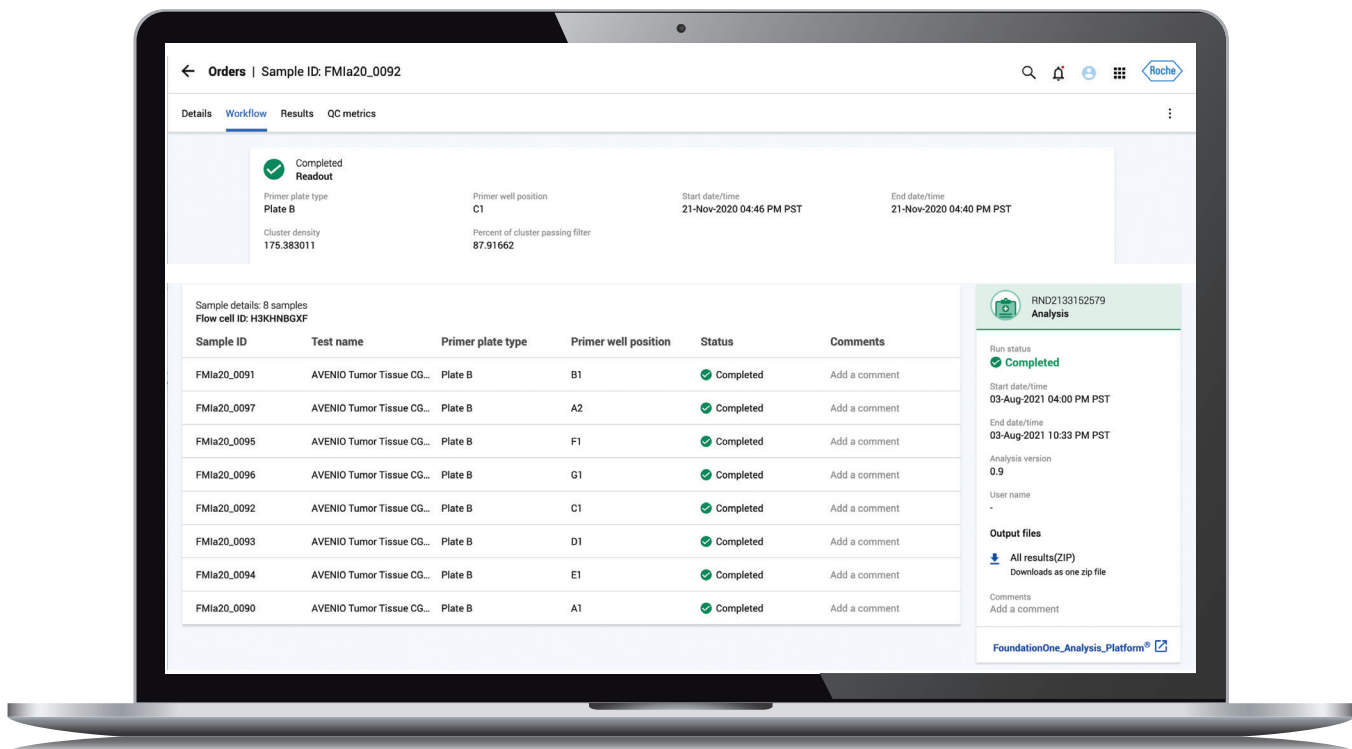 Orders | Sample ID: FMIa20_0092
Roche
Details Workflow Results QC metrics
Completed
Readout
Primer plate type Primer well position Start date/time End date/time
Plate B C1 21-Nov-2020 04:46 PM PST 21-Nov-2020 04:40 PM PST
Cluster density Percent of cluster passing filter
175.383011 87.91662
Sample details: 8 samples
Flow cell ID: H3KHNBGXF
Sample ID Test name Primer plate type Primer well position Status Comments
FMIa20_0091 AVENIO Tumor Tissue CG... Plate B B1 Completed Add a comment
FMIa20_0097 AVENIO Tumor Tissue CG... Plate B A2 Completed Add a comment
FMIa20_0095 AVENIO Tumor Tissue CG... Plate B F1 Completed Add a comment
FMIa20_0096 AVENIO Tumor Tissue CG... Plate B G1 Completed Add a comment
FMIa20_0092 AVENIO Tumor Tissue CG... Plate B C1 Completed Add a comment
FMIa20_0093 AVENIO Tumor Tissue CG... Plate B D1 Completed Add a comment
FMIa20_0094 AVENIO Tumor Tissue CG... Plate B E1 Completed Add a comment
FMIa20_0090 AVENIO Tumor Tissue CG... Plate B A1 Completed Add a comment
RND2133152579
Analysis
Run status
Completed
Start date/time
03-Aug-2021 04:00 PM PST
End date/time
03-Aug-2021 10:33 PM PST
Analysis version
0.9
User name
-
Output files
All results(ZIP)
Downloads as one zip file
Comments
Add a comment
FoundationOne_Analysis_Platform®